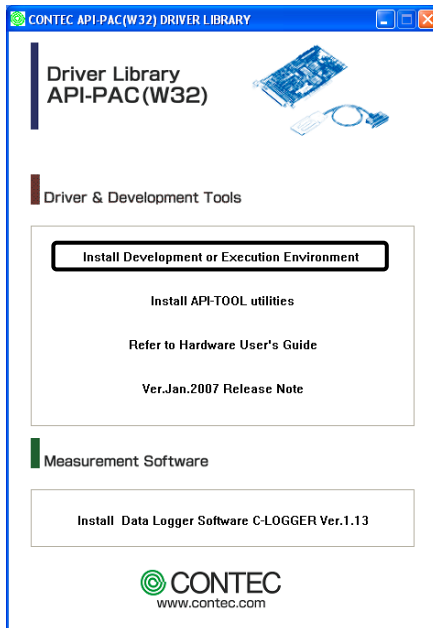 CONTEC API-PAC(W32) DRIVER LIBRARY
Driver Library
API-PAC(W32)
Driver & Development Tools
Install Development or Execution Environment
Install API-TOOL utilities
Refer to Hardware User's Guide
Ver.Jan.2007 Release Note
Measurement Software
Install Data Logger Software C-LOGGER Ver.1.13
CONTEC
www.contec.com